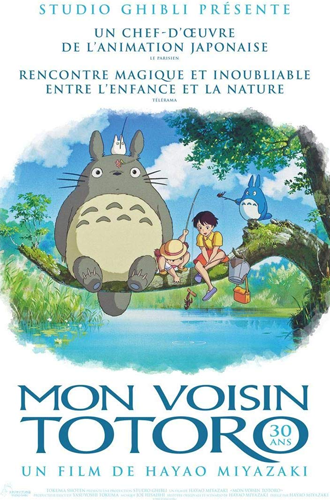 STUDIO GHIBLI PRÉSENTE
UN CHEF-D'ŒUVRE
DE L'ANIMATION JAPONAISE
LE PARISIEN
RENCONTRE MAGIQUE ET INOUBLIABLE
ENTRE L'ENFANCE ET LA NATURE
TÉLÉRAMA
MON VOISIN
TOTORO
30
ANS
UN FILM DE HAYAO MIYAZAKI